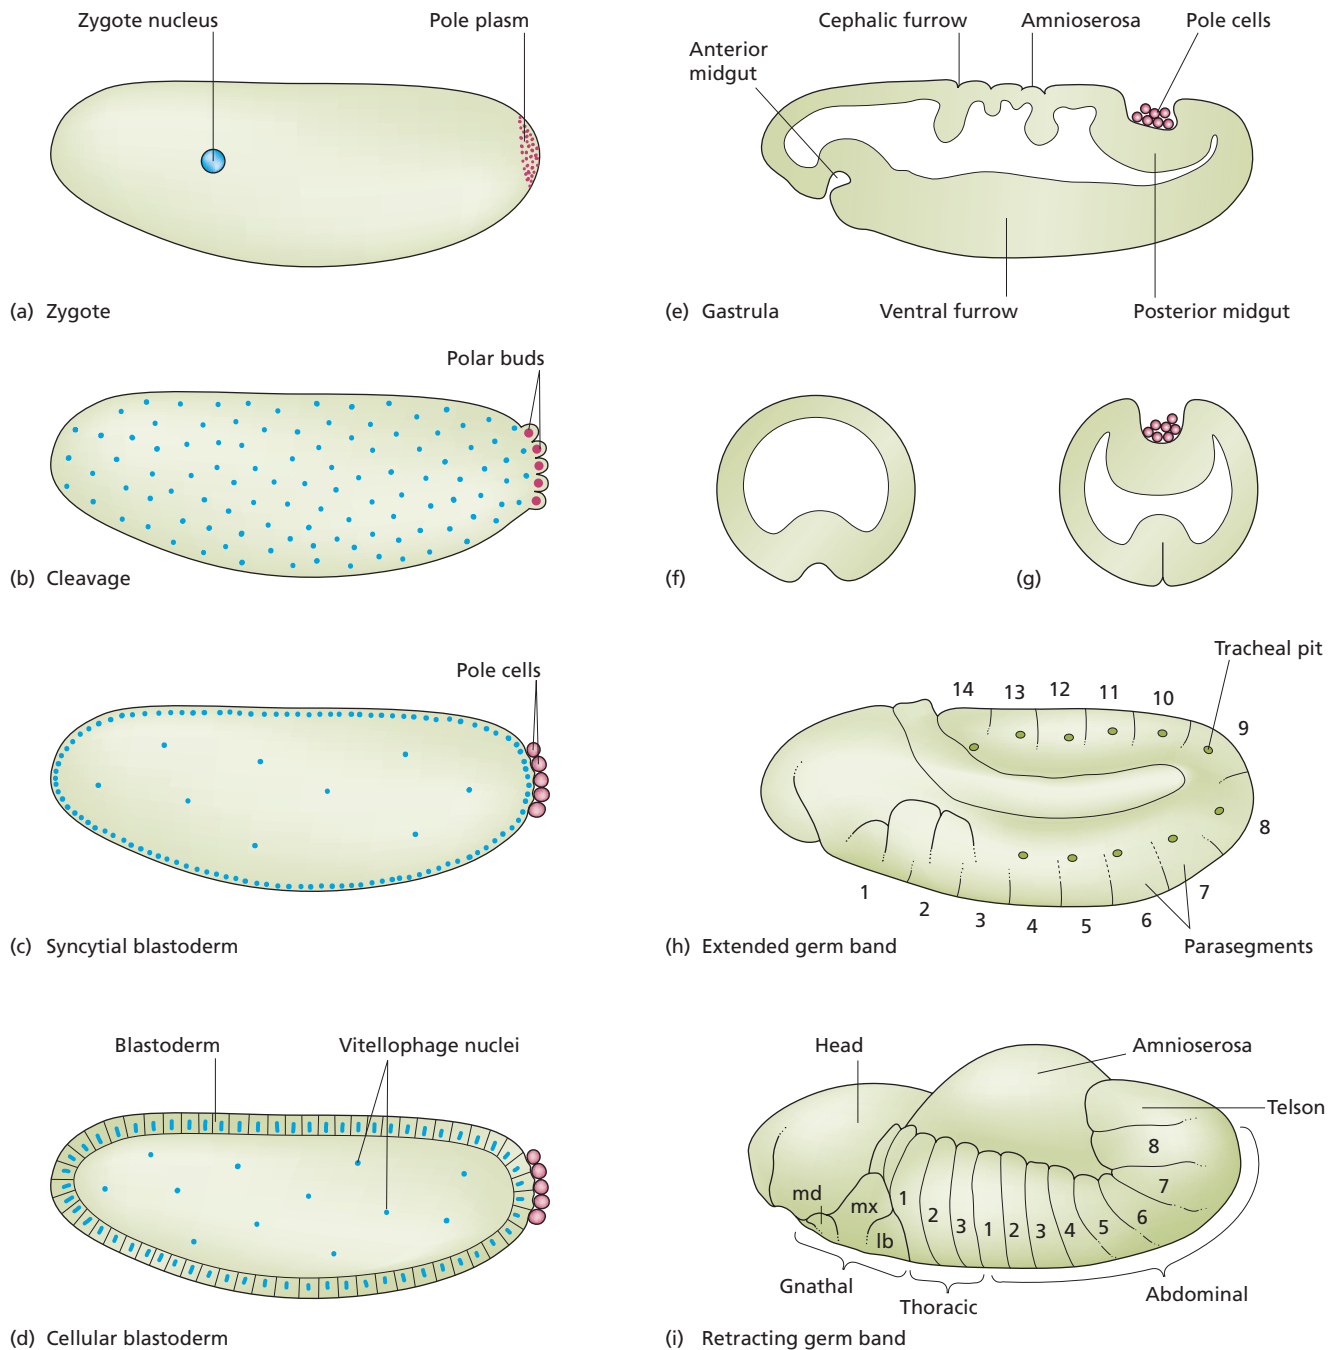 Zygote nucleus
Pole plasm
(a) Zygote
Polar buds
(b) Cleavage
Pole cells
(c) Syncytial blastoderm
Blastoderm
Vitellophage nuclei
(d) Cellular blastoderm
Cephalic furrow
Amnioserosa
Pole cells
Anterior
midgut
(e) Gastrula
Ventral furrow
Posterior midgut
(f)
(g)
Tracheal pit
14
13
12
11
10
9
8
1
2
3
4
5
6
7
Parasegments
(h) Extended germ band
Head
Amnioserosa
Telson
8
7
6
md
mx
lb
1
2
3
1
2
3
4
5
Gnathal
Thoracic
Abdominal
(i) Retracting germ band